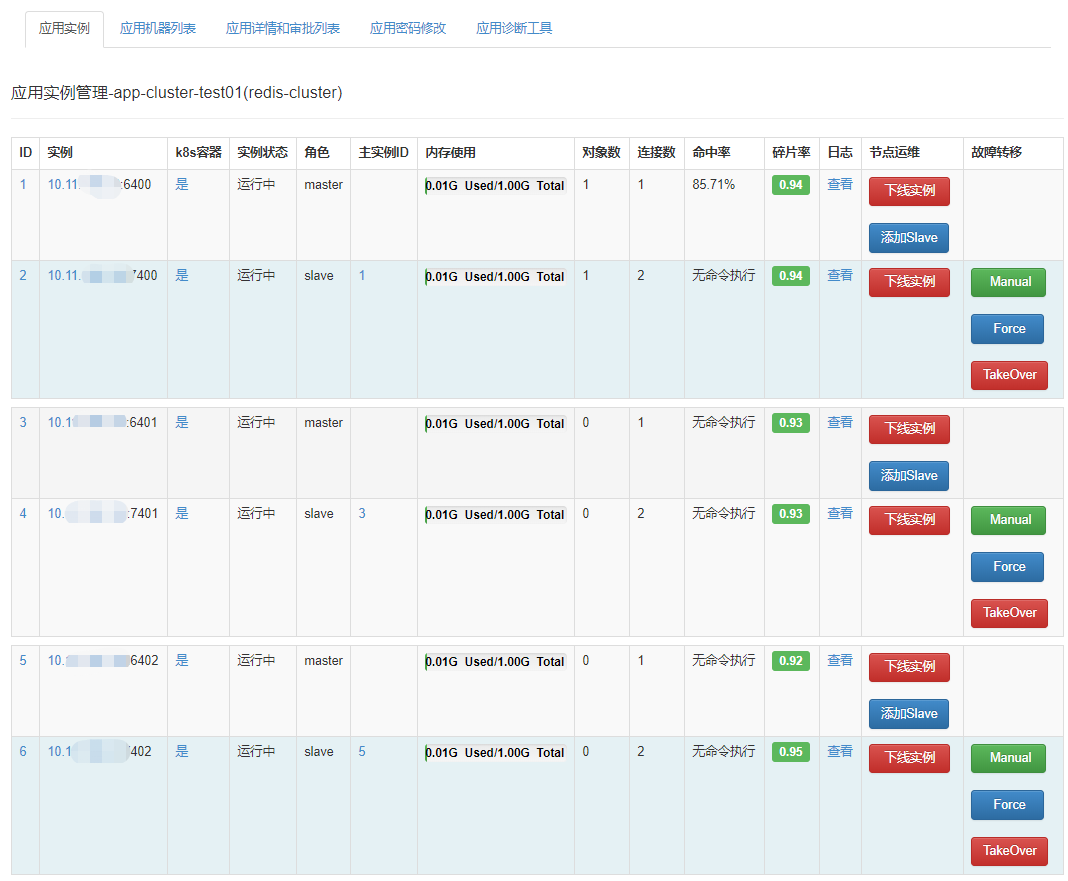 应用实例 应用机器列表 应用详情和审批列表 应用密码修改 应用诊断工具
应用实例管理-app-cluster-test01(redis-cluster)
ID 实例 k8s容器 实例状态 角色 主实例ID 内存使用 对象数 连接数 命中率 碎片率 日志 节点运维 故障转移
1 10.11. :6400 是 运行中 master 0.01G Used/1.00G Total 1 1 85.71% 0.94 查看 下线实例
添加Slave
2 10.11. 7400 是 运行中 slave 1 0.01G Used/1.00G Total 1 2 无命令执行 0.94 查看 下线实例 Manual
Force
TakeOver
3 10.1 :6401 是 运行中 master 0.01G Used/1.00G Total 0 1 无命令执行 0.93 查看 下线实例
添加Slave
4 10. :7401 是 运行中 slave 3 0.01G Used/1.00G Total 0 2 无命令执行 0.93 查看 下线实例 Manual
Force
TakeOver
5 10. 6402 是 运行中 master 0.01G Used/1.00G Total 0 1 无命令执行 0.92 查看 下线实例
添加Slave
6 10.1 402 是 运行中 slave 5 0.01G Used/1.00G Total 0 2 无命令执行 0.95 查看 下线实例 Manual
Force
TakeOver